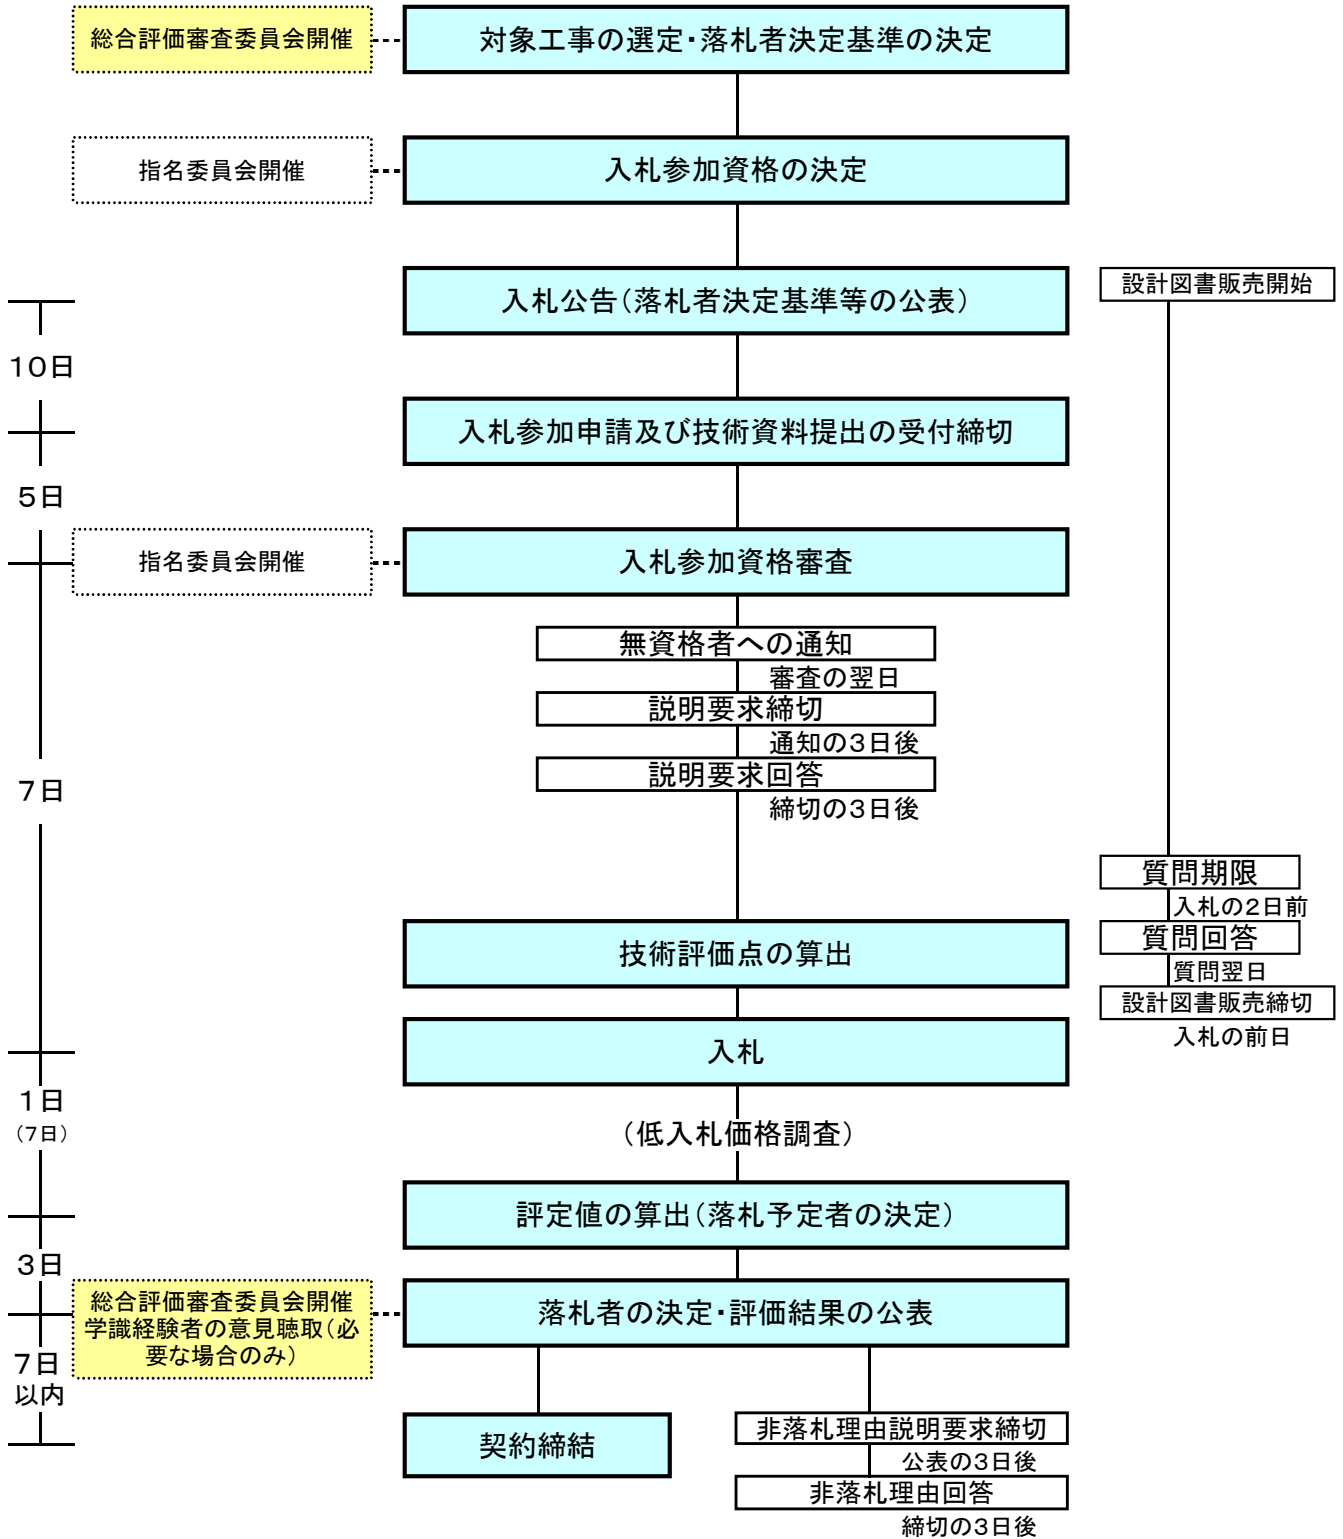 総合評価審査委員会開催
対象工事の選定・落札者決定基準の決定
指名委員会開催
入札参加資格の決定
入札公告（落札者決定基準等の公表）
設計図書販売開始
10日
入札参加申請及び技術資料提出の受付締切
5日
指名委員会開催
入札参加資格審査
無資格者への通知
審査の翌日
説明要求締切
通知の3日後
説明要求回答
締切の3日後
7日
質問期限
入札の2日前
質問回答
質問翌日
設計図書販売締切
入札の前日
技術評価点の算出
入札
1日
（7日）
（低入札価格調査）
評定値の算出（落札予定者の決定）
3日
総合評価審査委員会開催
学識経験者の意見聴取（必
要な場合のみ）
落札者の決定・評価結果の公表
7日
以内
契約締結
非落札理由説明要求締切
公表の3日後
非落札理由回答
締切の3日後